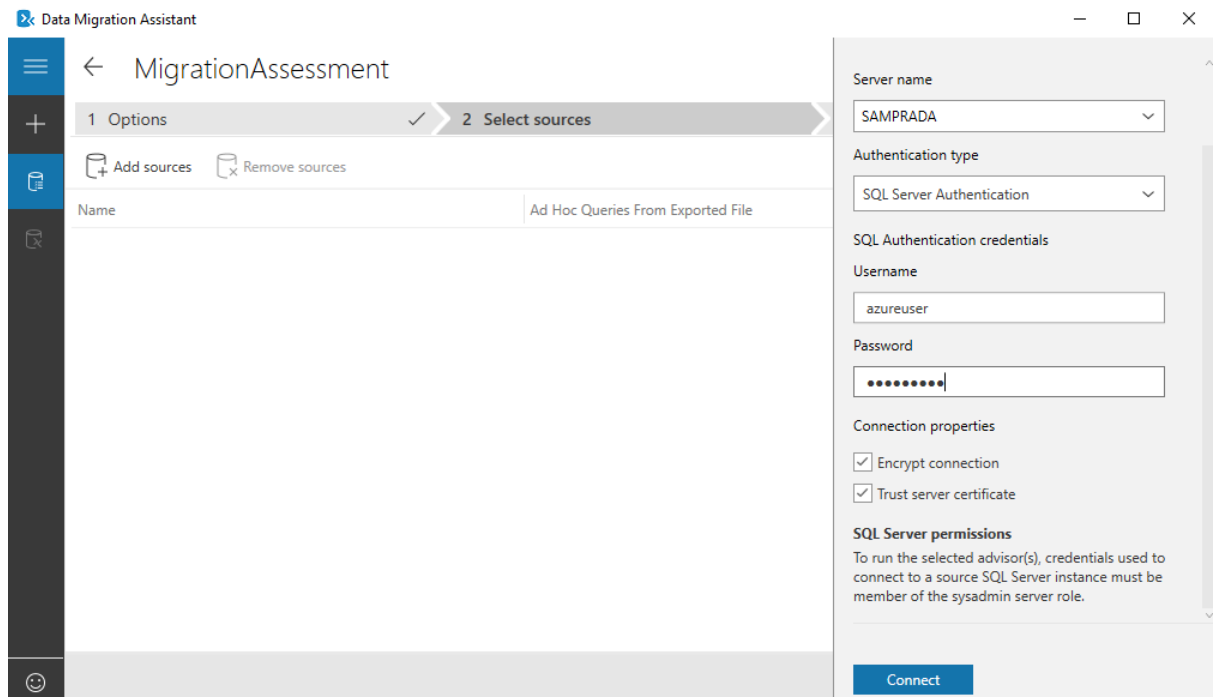 Data Migration Assistant
MigrationAssessment
1 Options
2 Select sources
Add sources
Remove sources
Name
Ad Hoc Queries From Exported File
Server name
SAMPRADA
Authentication type
SQL Server Authentication
SQL Authentication credentials
Username
azureuser
Password
●●●●●●●●●
Connection properties
Encrypt connection
Trust server certificate
SQL Server permissions
To run the selected advisor(s), credentials used to
connect to a source SQL Server instance must be
member of the sysadmin server role.
Connect